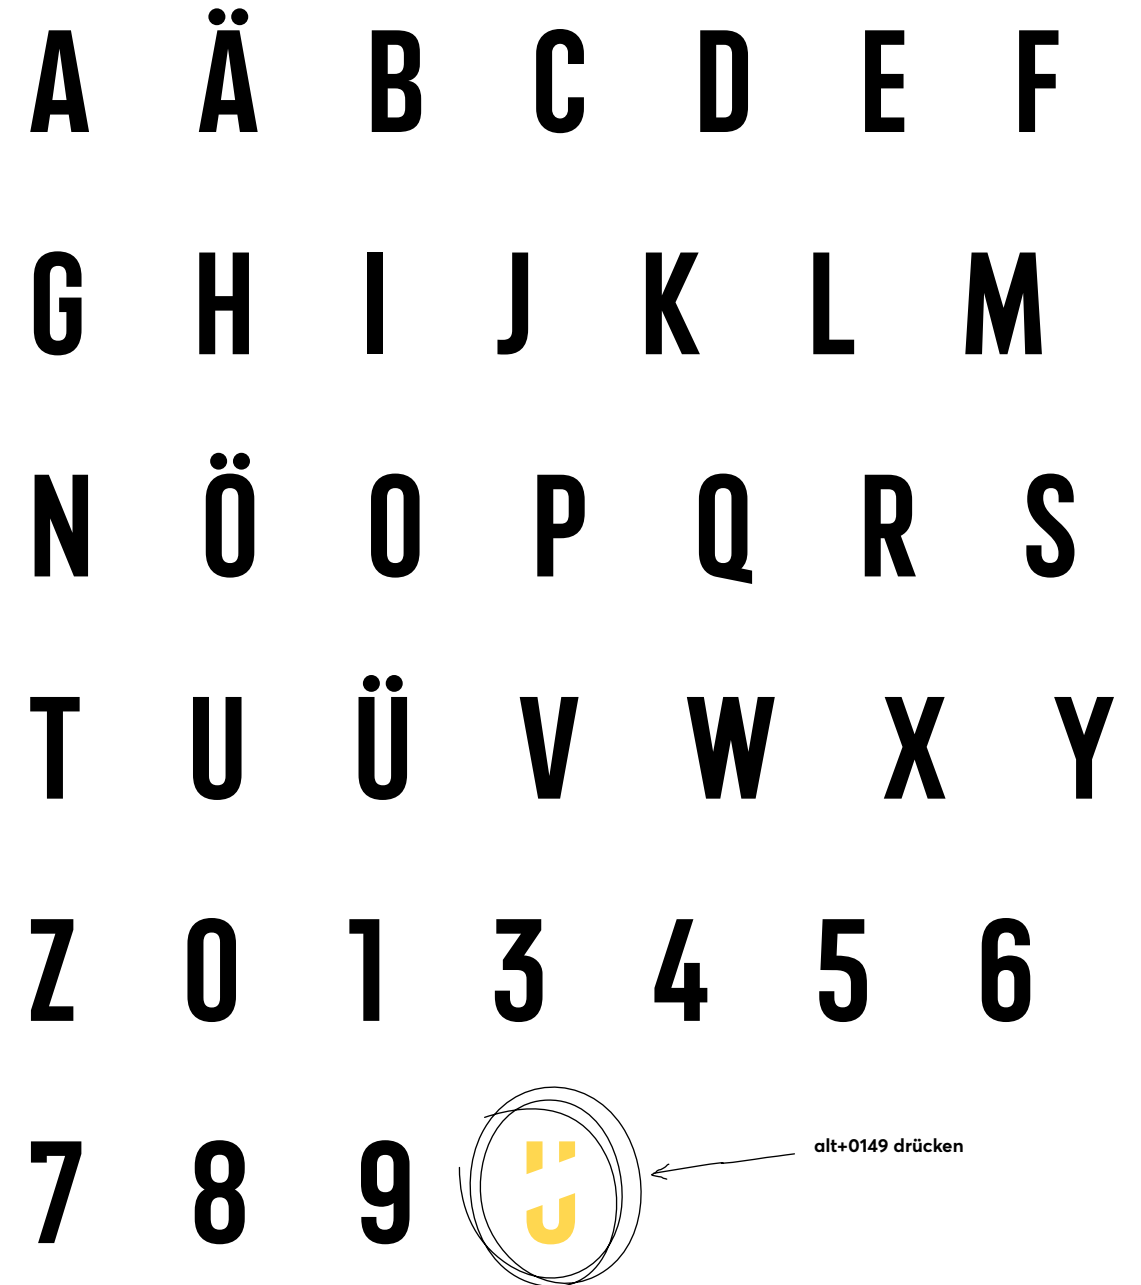 A Ä B C D E F
G H I J K L M
N Ö O P Q R S
T U Ü V W X Y
Z 0 1 3 4 5 6
7 8 9
alt+0149 drücken